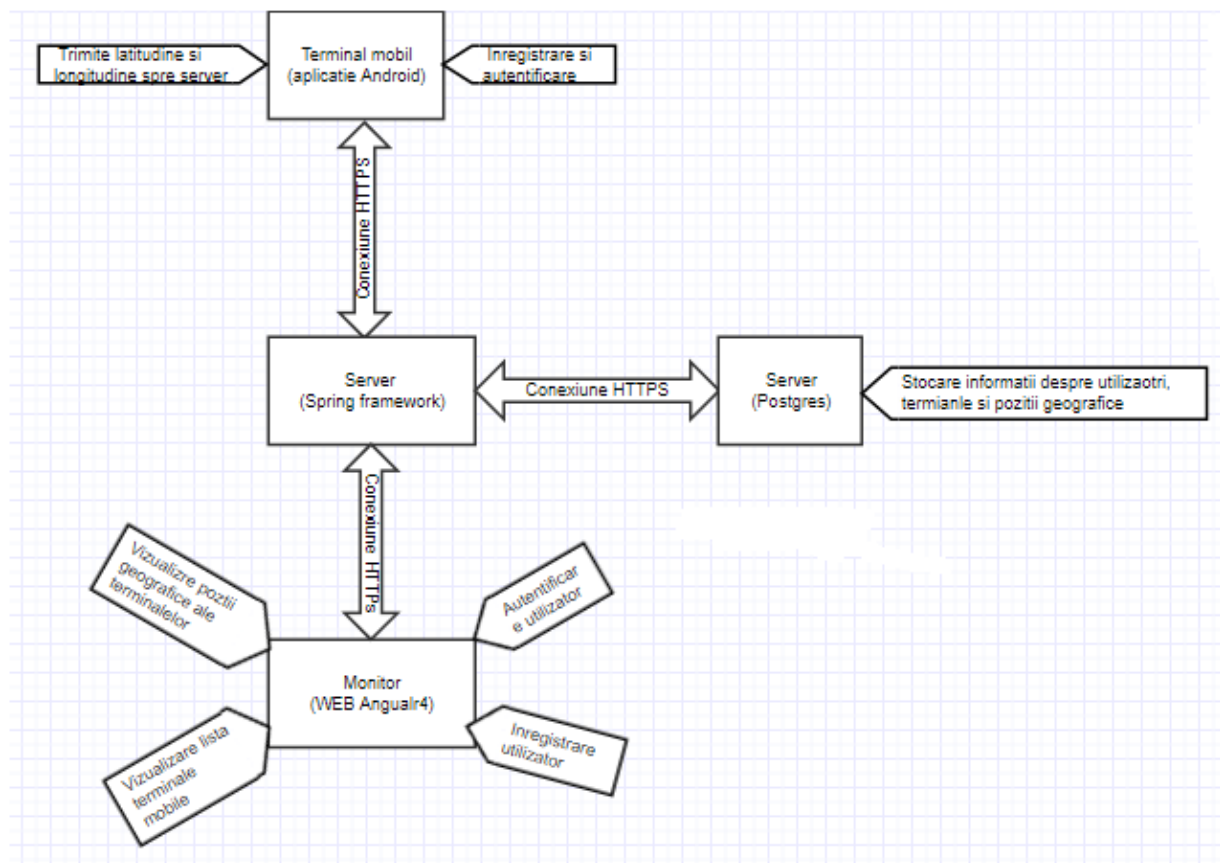 Trimite latitudine si
longitudine spre server
Terminal mobil
(aplicatie Android)
Inregistrare si
autentificare
Conexiune HTTPS
Server
(Spring framework)
Conexiune HTTPS
Server
(Postgres)
Stocare informatii despre utilizaotri,
termianle si pozitii geografice
Conexiune HTTPs
Vizualizre poztii
geografice ale
terminalelor
Autentificar
e utilizator
Monitor
(WEB Angualr4)
Vizualizare lista
terminale
mobile
Inregistrare
utilizator